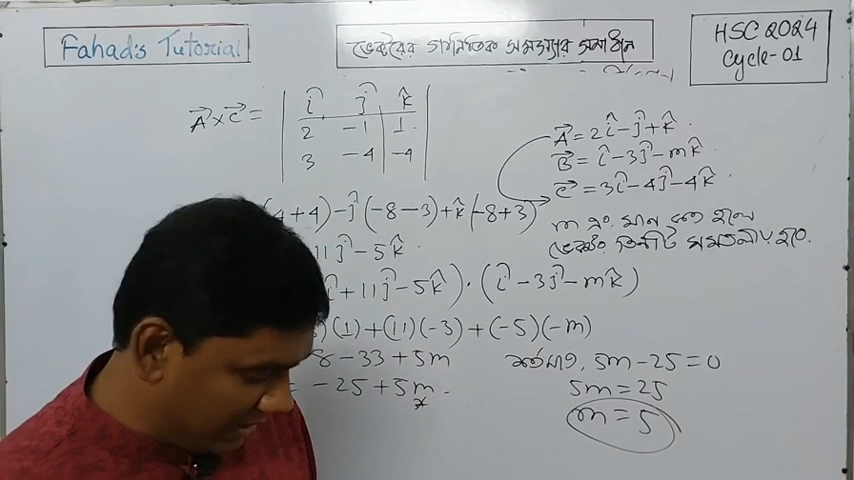 Fahad's Tutorial
ভেক্টরের গাণিতিক সমস্যার সমাধান
HSC 2024
Cycle-01
A⃗×C⃗ = | î ĵ k̂ |
2 -1 1
3 -4 -4
A⃗ = 2î-ĵ+k̂
B⃗ = î-3ĵ-mk̂
C⃗ = 3î-4ĵ-4k̂
m এর মান কত হলে
ভেক্টর তিনটি সমতলীয় হবে.
(4+4)-ĵ(-8-3)+k̂(-8+3)
11ĵ-5k̂.
+11ĵ-5k̂)·(î-3ĵ-mk̂)
)(1)+(11)(-3)+(-5)(-m)
8-33+5m
= -25+5m
শর্তমতে, 5m-25=0
5m=25
m=5